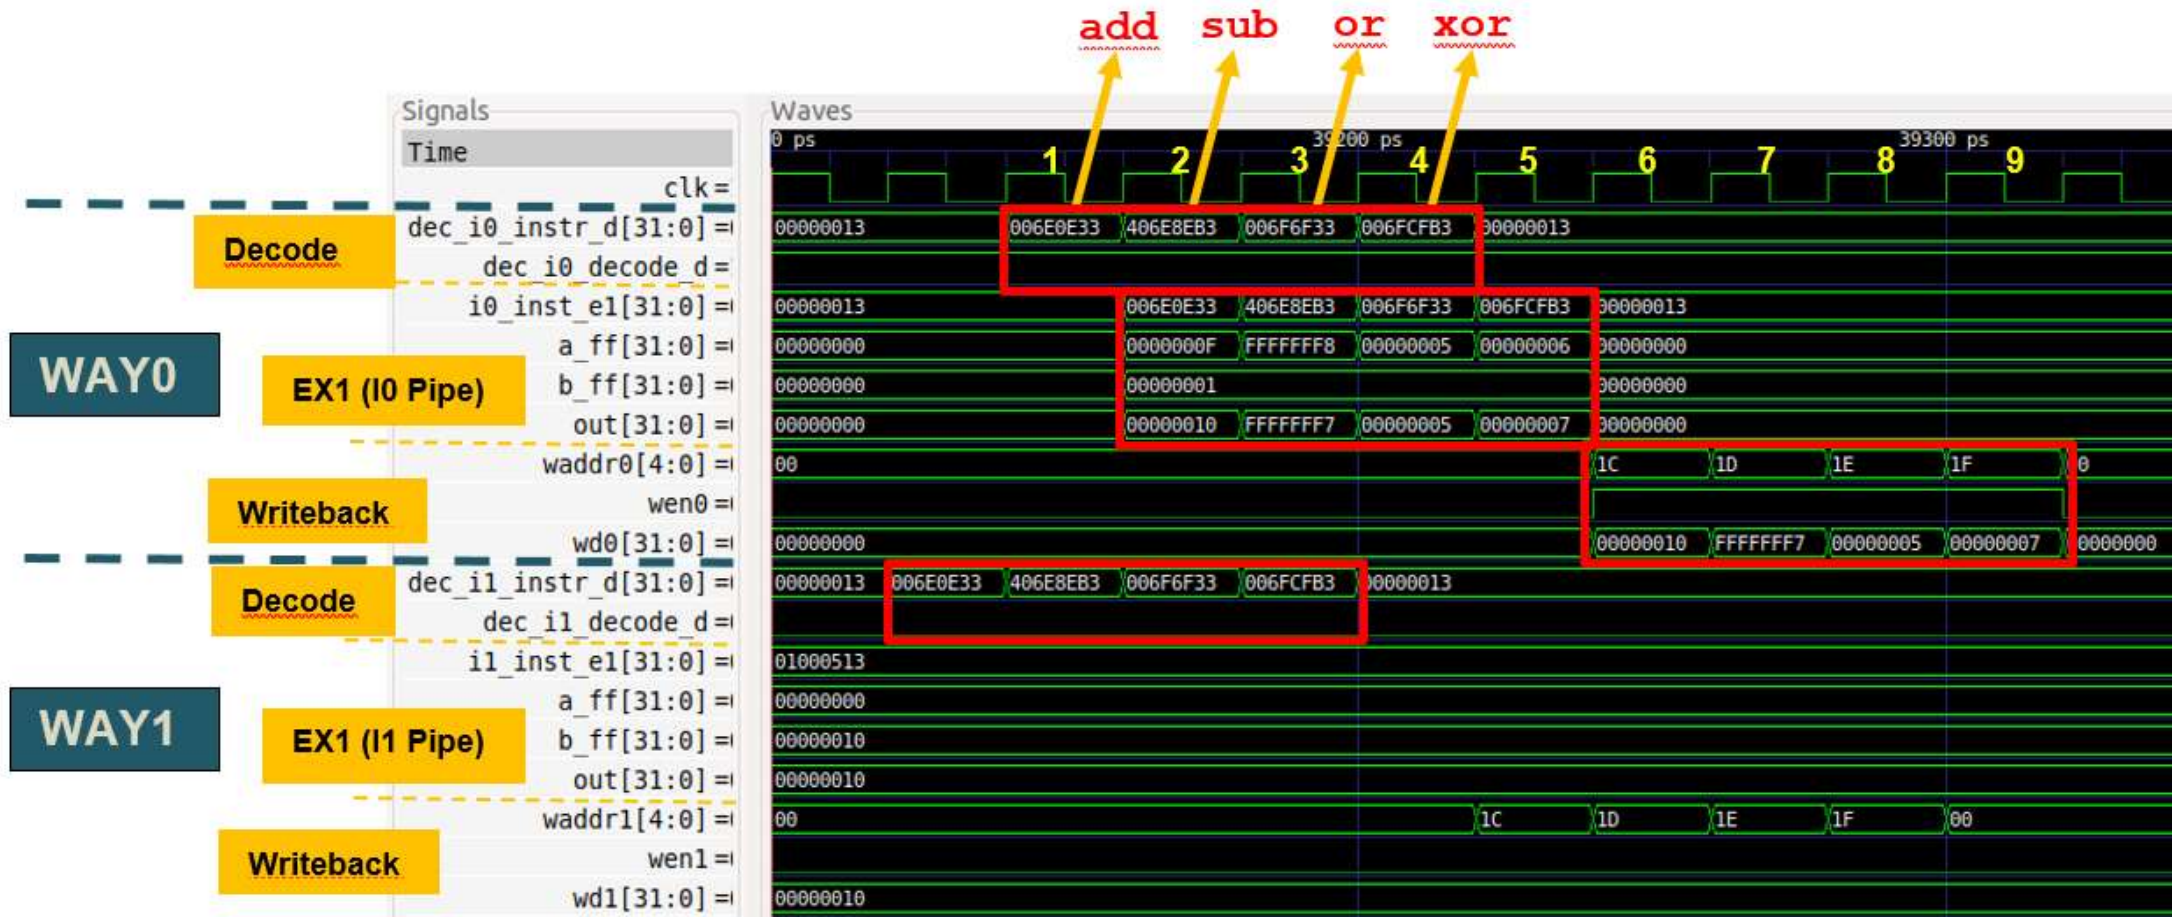 add sub or xor
Signals Waves
Time 0 ps 39200 ps 39300 ps
1 2 3 4 5 6 7 8 9
clk=
dec_i0_instr_d[31:0] = 00000013 006E0E33 406E8EB3 006F6F33 006FCFB3 00000013
Decode
dec_i0_decode_d=
i0_inst_e1[31:0] = 00000013 006E0E33 406E8EB3 006F6F33 006FCFB3 00000013
WAY0
a_ff[31:0] = 00000000 0000000F FFFFFFF8 00000005 00000006 00000000
EX1 (I0 Pipe)
b_ff[31:0] = 00000000 00000001 00000000
out[31:0] = 00000000 00000010 FFFFFFF7 00000005 00000007 00000000
waddr0[4:0] = 00 1C 1D 1E 1F 0
Writeback
wen0 =
wd0[31:0] = 00000000 00000010 FFFFFFF7 00000005 00000007 0000000
dec_i1_instr_d[31:0] = 00000013 006E0E33 406E8EB3 006F6F33 006FCFB3 00000013
Decode
dec_i1_decode_d=
i1_inst_e1[31:0] = 01000513
a_ff[31:0] = 00000000
WAY1
EX1 (I1 Pipe)
b_ff[31:0] = 00000010
out[31:0] = 00000010
waddr1[4:0] = 00 1C 1D 1E 1F 00
Writeback
wen1 =
wd1[31:0] = 00000010